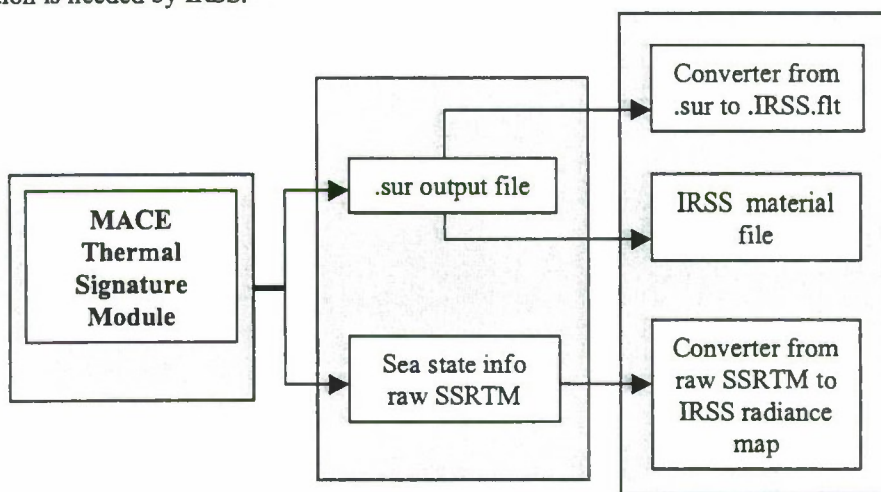 is needed by IRSS.
MACE
Thermal
Signature
Module
.sur output file
Sea state info
raw SSRTM
Converter from
.sur to .IRSS.flt
IRSS material
file
Converter from
raw SSRTM to
IRSS radiance
map